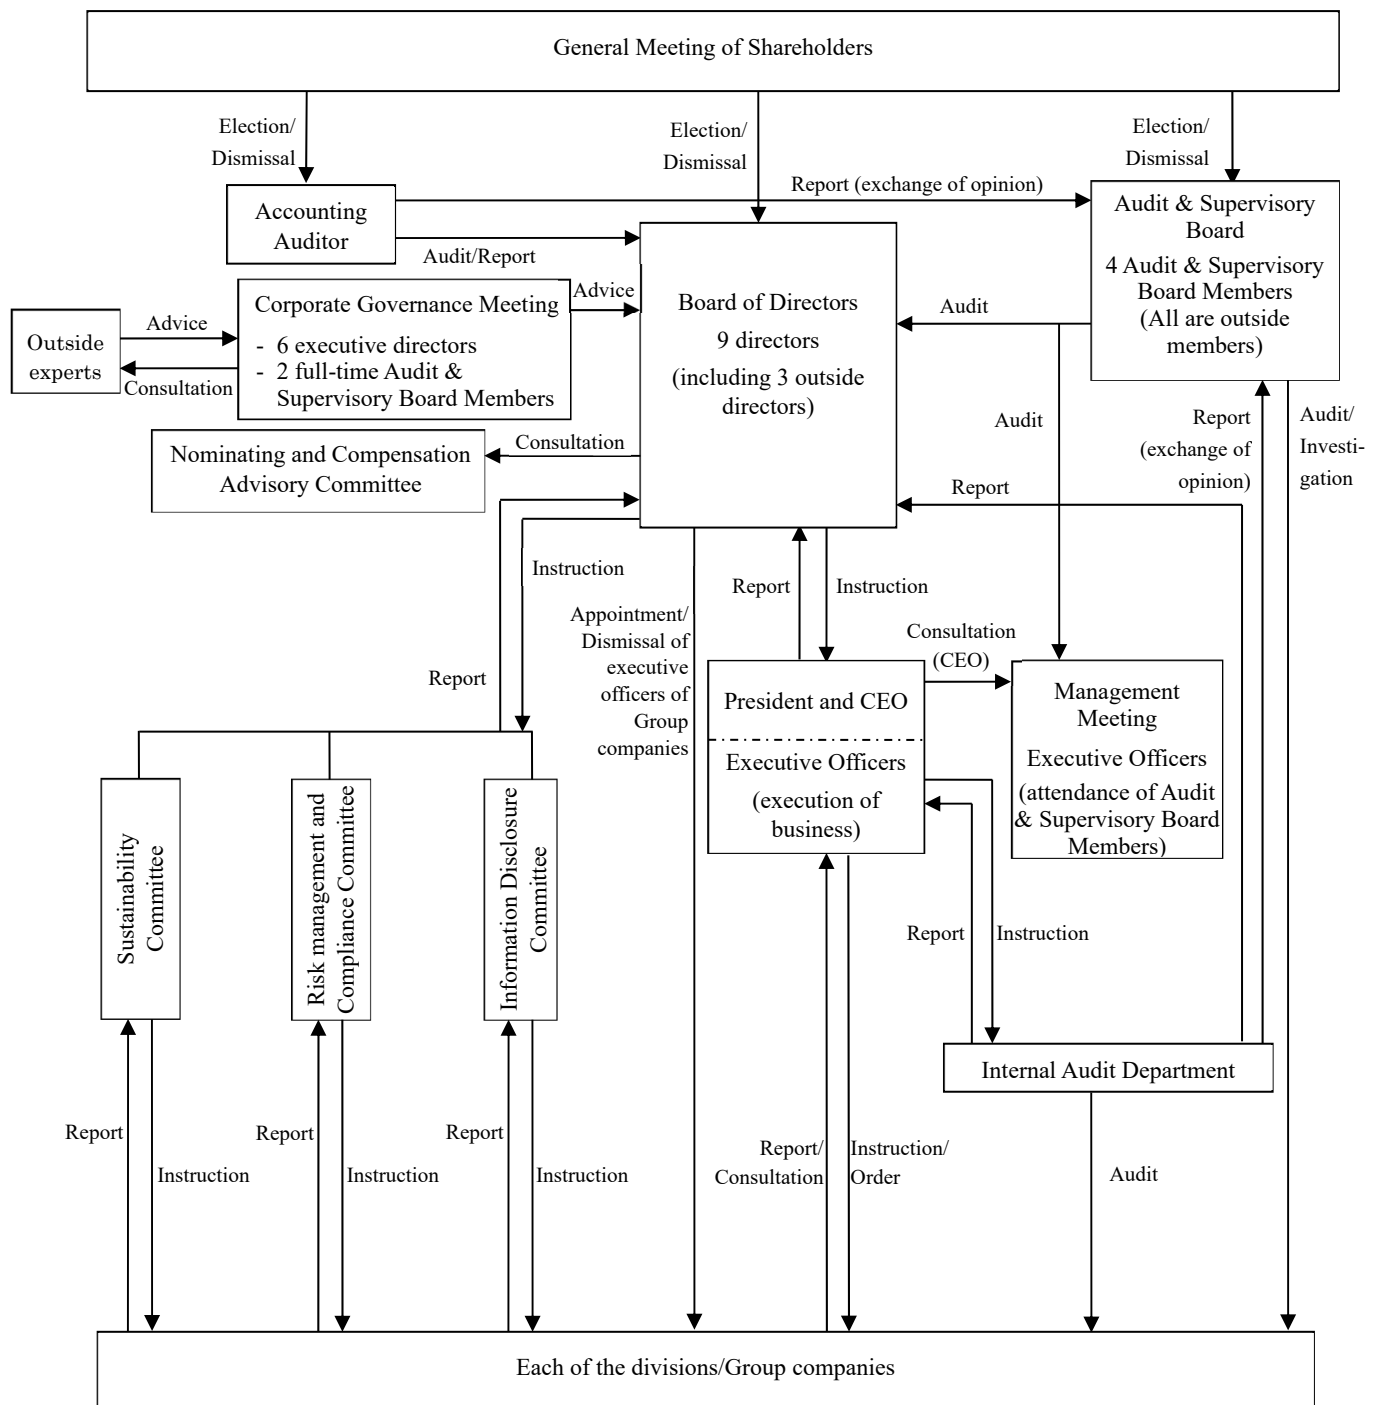 General Meeting of Shareholders
Election/
Dismissal
Election/
Dismissal
Election/
Dismissal
Accounting
Auditor
Report (exchange of opinion)
Audit/Report
Audit & Supervisory
Board
4 Audit & Supervisory
Board Members
(All are outside
members)
Outside
experts
Advice
Consultation
Corporate Governance Meeting
- 6 executive directors
- 2 full-time Audit &
Supervisory Board Members
Advice
Board of Directors
9 directors
(including 3 outside
directors)
Audit
Audit
Nominating and Compensation
Advisory Committee
Consultation
Report
(exchange of
opinion)
Audit/
Investi-
gation
Report
Instruction
Report
Appointment/
Dismissal of
executive
officers of
Group
companies
Report
Instruction
Consultation
(CEO)
President and CEO
Executive Officers
(execution of
business)
Management
Meeting
Executive Officers
(attendance of Audit
& Supervisory Board
Members)
Sustainability
Committee
Risk management and
Compliance Committee
Information Disclosure
Committee
Report
Instruction
Internal Audit Department
Report
Instruction
Report
Instruction
Report
Instruction
Report/
Consultation
Instruction/
Order
Audit
Each of the divisions/Group companies